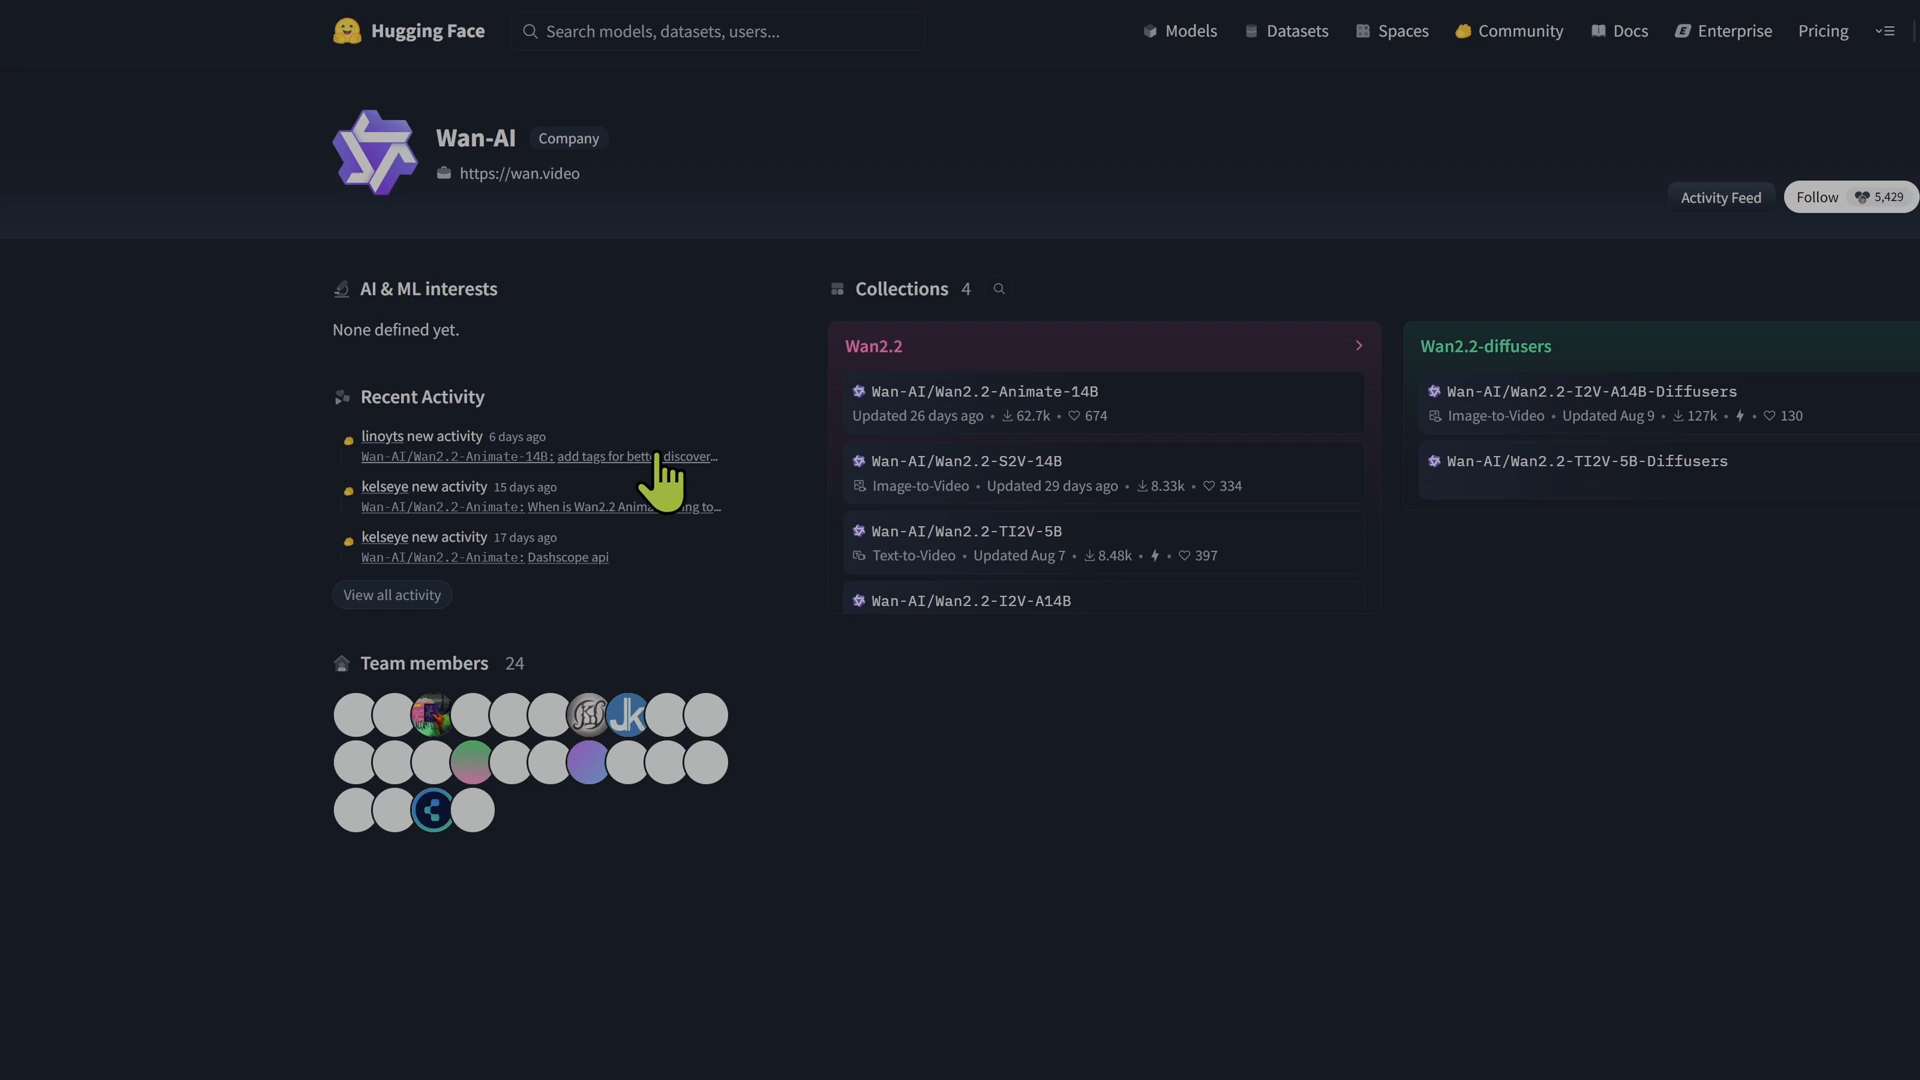 Hugging Face
Search models, datasets, users...
Models
Datasets
Spaces
Community
Docs
Enterprise
Pricing
Wan-AI
Company
https://wan.video
Activity Feed
Follow
5,429
AI & ML interests
None defined yet.
Recent Activity
linoyts new activity 6 days ago
Wan-AI/Wan2.2-Animate-14B: add tags for bette discover...
kelseye new activity 15 days ago
Wan-AI/Wan2.2-Animate: When is Wan2.2 Anima ng to...
kelseye new activity 17 days ago
Wan-AI/Wan2.2-Animate: Dashscope api
View all activity
Team members 24
Jk
Collections 4
Wan2.2
Wan-AI/Wan2.2-Animate-14B
Updated 26 days ago • 62.7k • 674
Wan-AI/Wan2.2-S2V-14B
Image-to-Video • Updated 29 days ago • 8.33k • 334
Wan-AI/Wan2.2-TI2V-5B
Text-to-Video • Updated Aug 7 • 8.48k • • 397
Wan-AI/Wan2.2-I2V-A14B
Wan2.2-diffusers
Wan-AI/Wan2.2-I2V-A14B-Diffusers
Image-to-Video • Updated Aug 9 • 127k • • 130
Wan-AI/Wan2.2-TI2V-5B-Diffusers